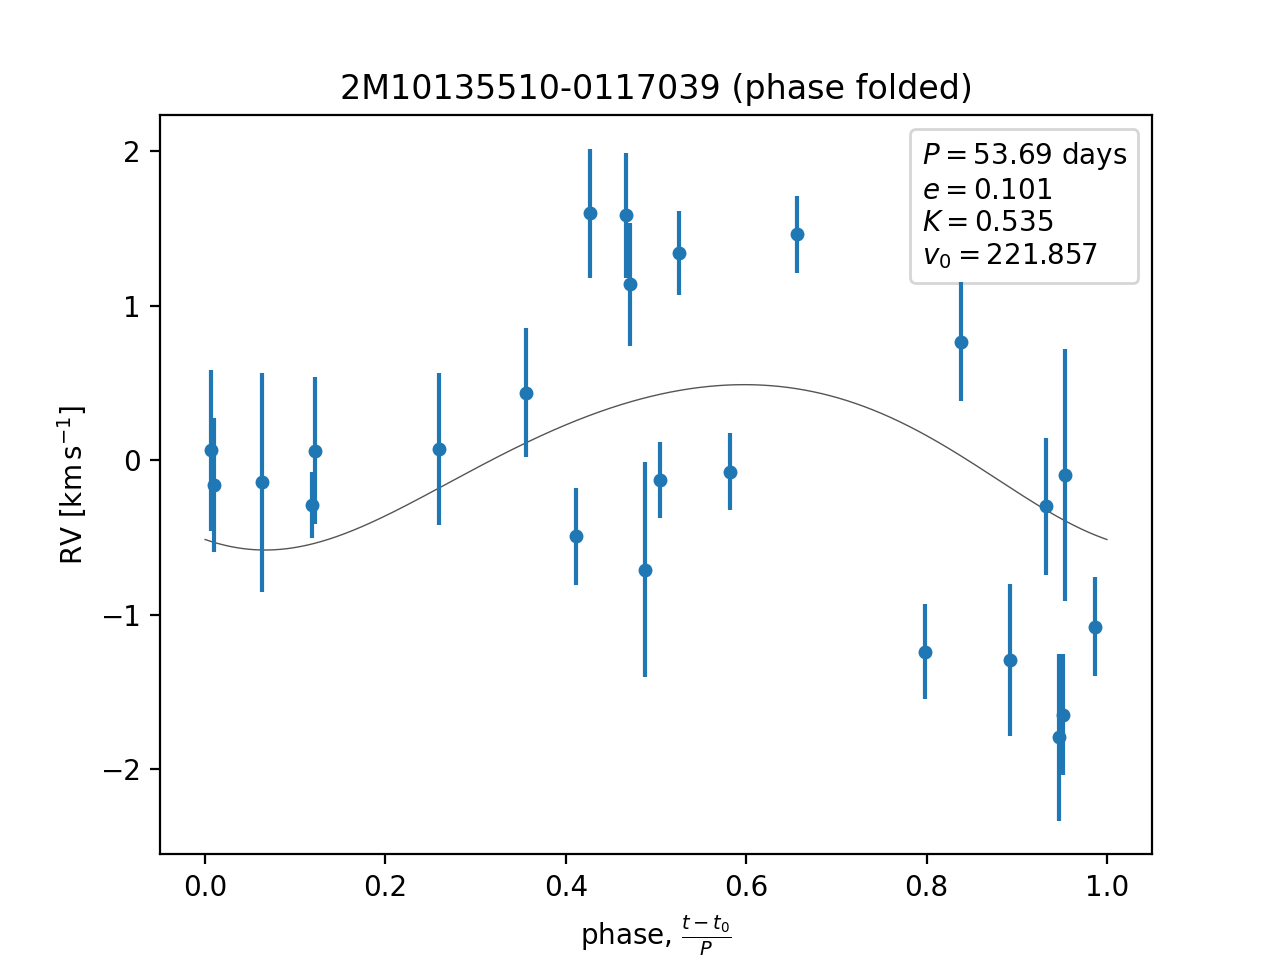 2M10135510-0117039 (phase folded)
P = 53.69 days
e = 0.101
K = 0.535
v₀ = 221.857
RV [km s⁻¹]
2
1
0
−1
−2
0.0 0.2 0.4 0.6 0.8 1.0
phase, (t − t₀)/P